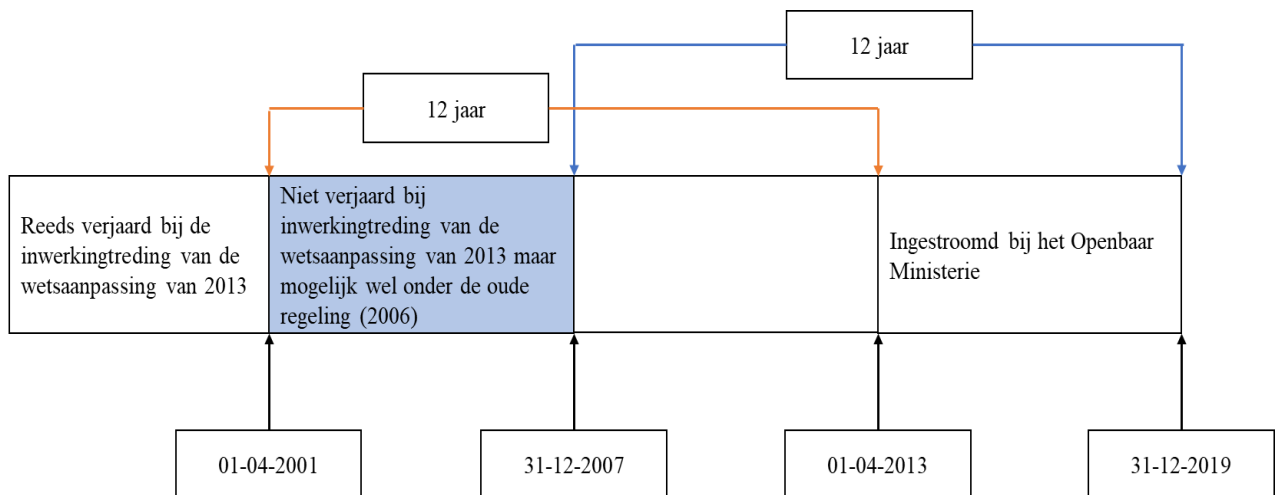 12 jaar
12 jaar
Reeds verjaard bij de
inwerkingtreding van de
wetsaanpassing van 2013
Niet verjaard bij
inwerkingtreding van de
wetsaanpassing van 2013 maar
mogelijk wel onder de oude
regeling (2006)
Ingestroomd bij het Openbaar
Ministerie
01-04-2001
31-12-2007
01-04-2013
31-12-2019